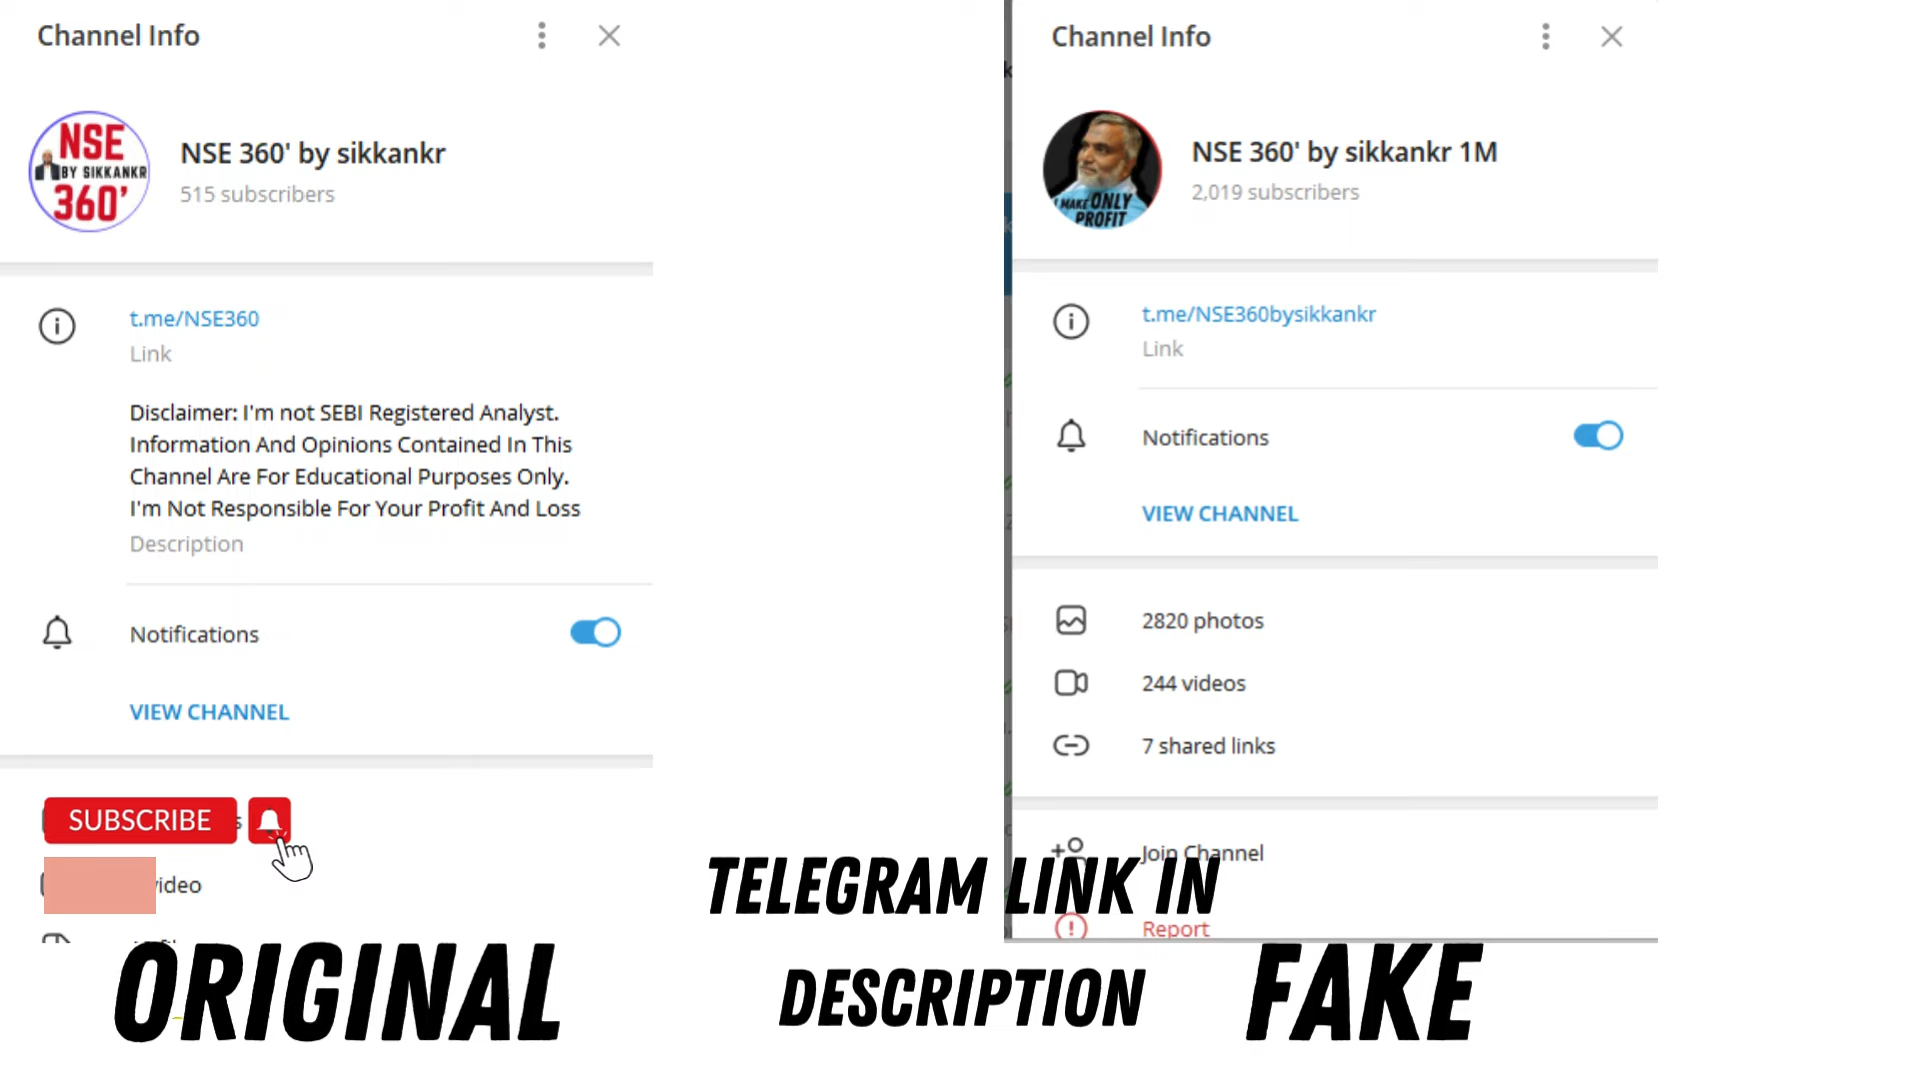 Channel Info
NSE
BY SIKKANKR
360'
NSE 360' by sikkankr
515 subscribers
t.me/NSE360
Link
Disclaimer: I'm not SEBI Registered Analyst.
Information And Opinions Contained In This
Channel Are For Educational Purposes Only.
I'm Not Responsible For Your Profit And Loss
Description
Notifications
VIEW CHANNEL
SUBSCRIBE
video
ORIGINAL
TELEGRAM LINK IN
DESCRIPTION
Channel Info
I MAKE ONLY
PROFIT
NSE 360' by sikkankr 1M
2,019 subscribers
t.me/NSE360bysikkankr
Link
Notifications
VIEW CHANNEL
2820 photos
244 videos
7 shared links
Join Channel
Report
FAKE